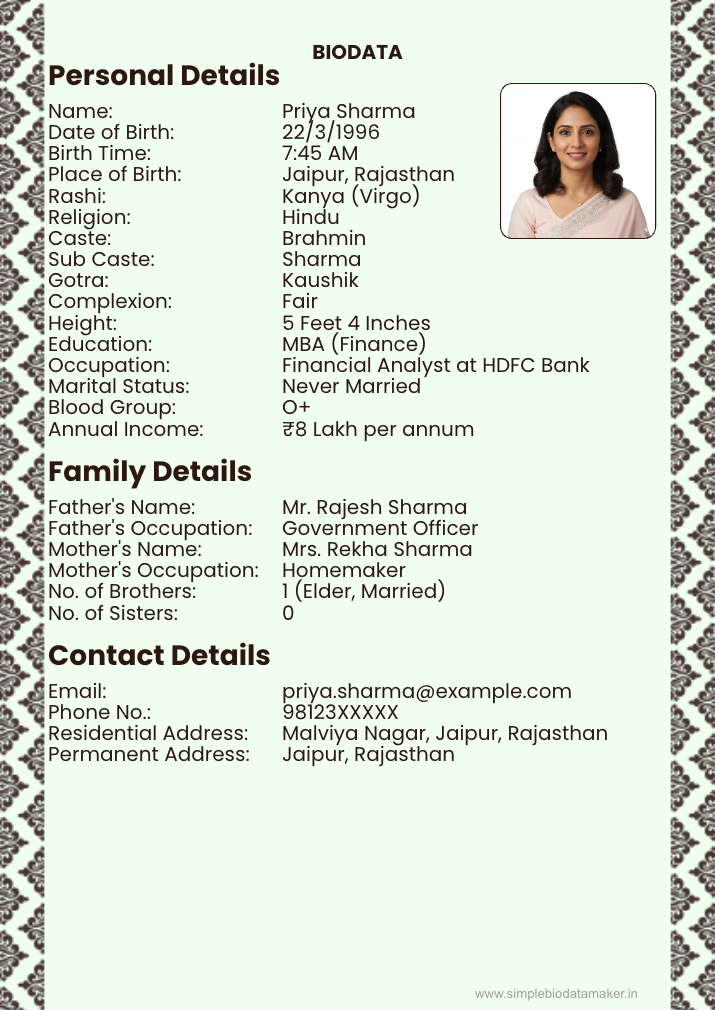 BIODATA
Personal Details
Name: Priya Sharma
Date of Birth: 22/3/1996
Birth Time: 7:45 AM
Place of Birth: Jaipur, Rajasthan
Rashi: Kanya (Virgo)
Religion: Hindu
Caste: Brahmin
Sub Caste: Sharma
Gotra: Kaushik
Complexion: Fair
Height: 5 Feet 4 Inches
Education: MBA (Finance)
Occupation: Financial Analyst at HDFC Bank
Marital Status: Never Married
Blood Group: O+
Annual Income: ₹8 Lakh per annum
Family Details
Father's Name: Mr. Rajesh Sharma
Father's Occupation: Government Officer
Mother's Name: Mrs. Rekha Sharma
Mother's Occupation: Homemaker
No. of Brothers: 1 (Elder, Married)
No. of Sisters: 0
Contact Details
Email: priya.sharma@example.com
Phone No.: 98123XXXXX
Residential Address: Malviya Nagar, Jaipur, Rajasthan
Permanent Address: Jaipur, Rajasthan
www.simplebiodatamaker.in